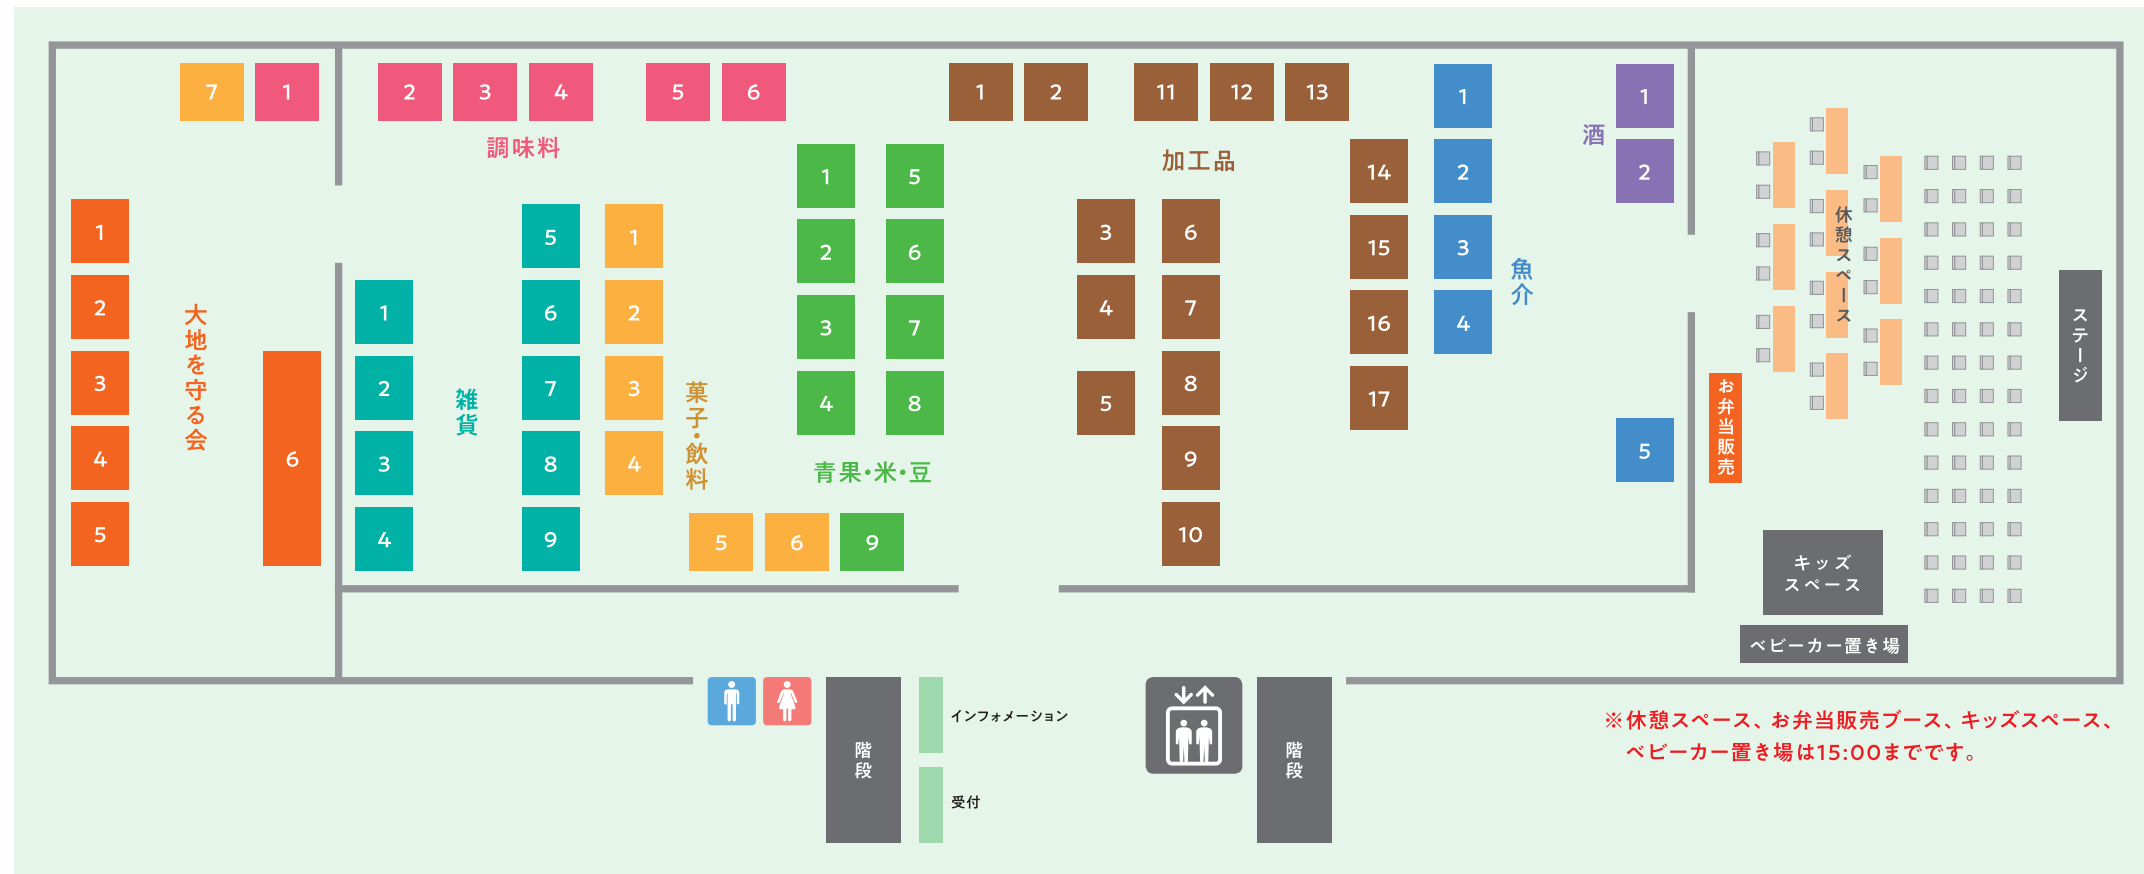 7 1 2 3 4 5 6 1 2 11 12 13 1 1
調味料
加工品
酒
1 5
14 2 2
1
2
3
4
5
大地を守る会
6
1
2
3
4
雑貨
5
6
7
8
9
1
2
3
4
菓子・飲料
5 6 9
2 6
3 7
4 8
青果・米・豆
3 6
4 7
5 8
9
10
15 3
16 4
17
魚介
5
休憩スペース
お弁当販売
ステージ
キッズ
スペース
ベビーカー置き場
階段
インフォメーション
受付
階段
※休憩スペース、お弁当販売ブース、キッズスペース、
ベビーカー置き場は15:00までです。